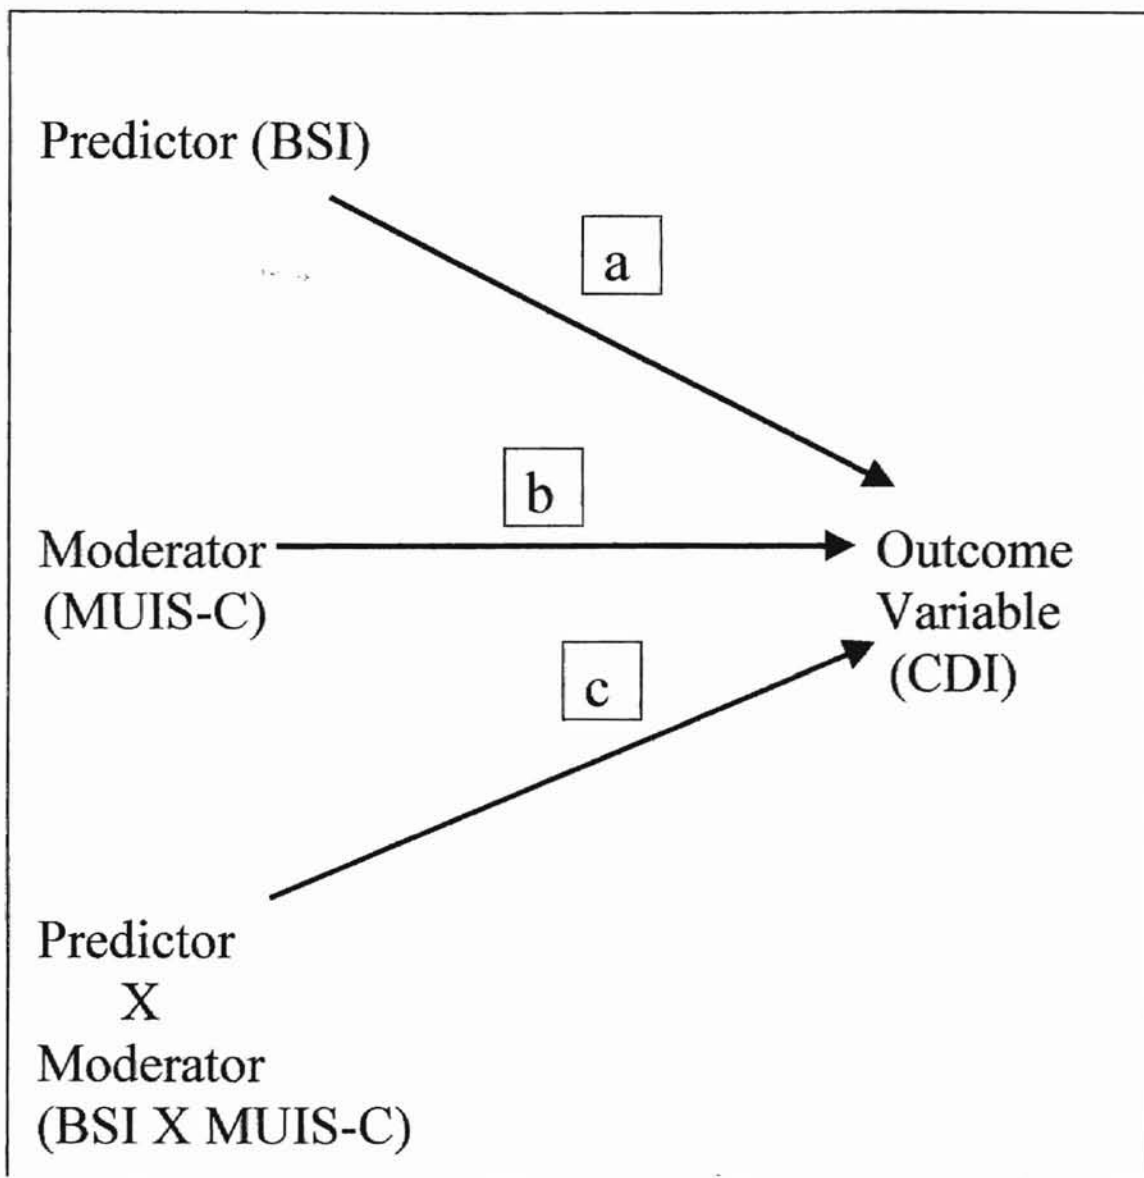 Predictor (BSI)
a
b
Moderator
(MUIS-C)
Outcome
Variable
(CDI)
c
Predictor
X
Moderator
(BSI X MUIS-C)